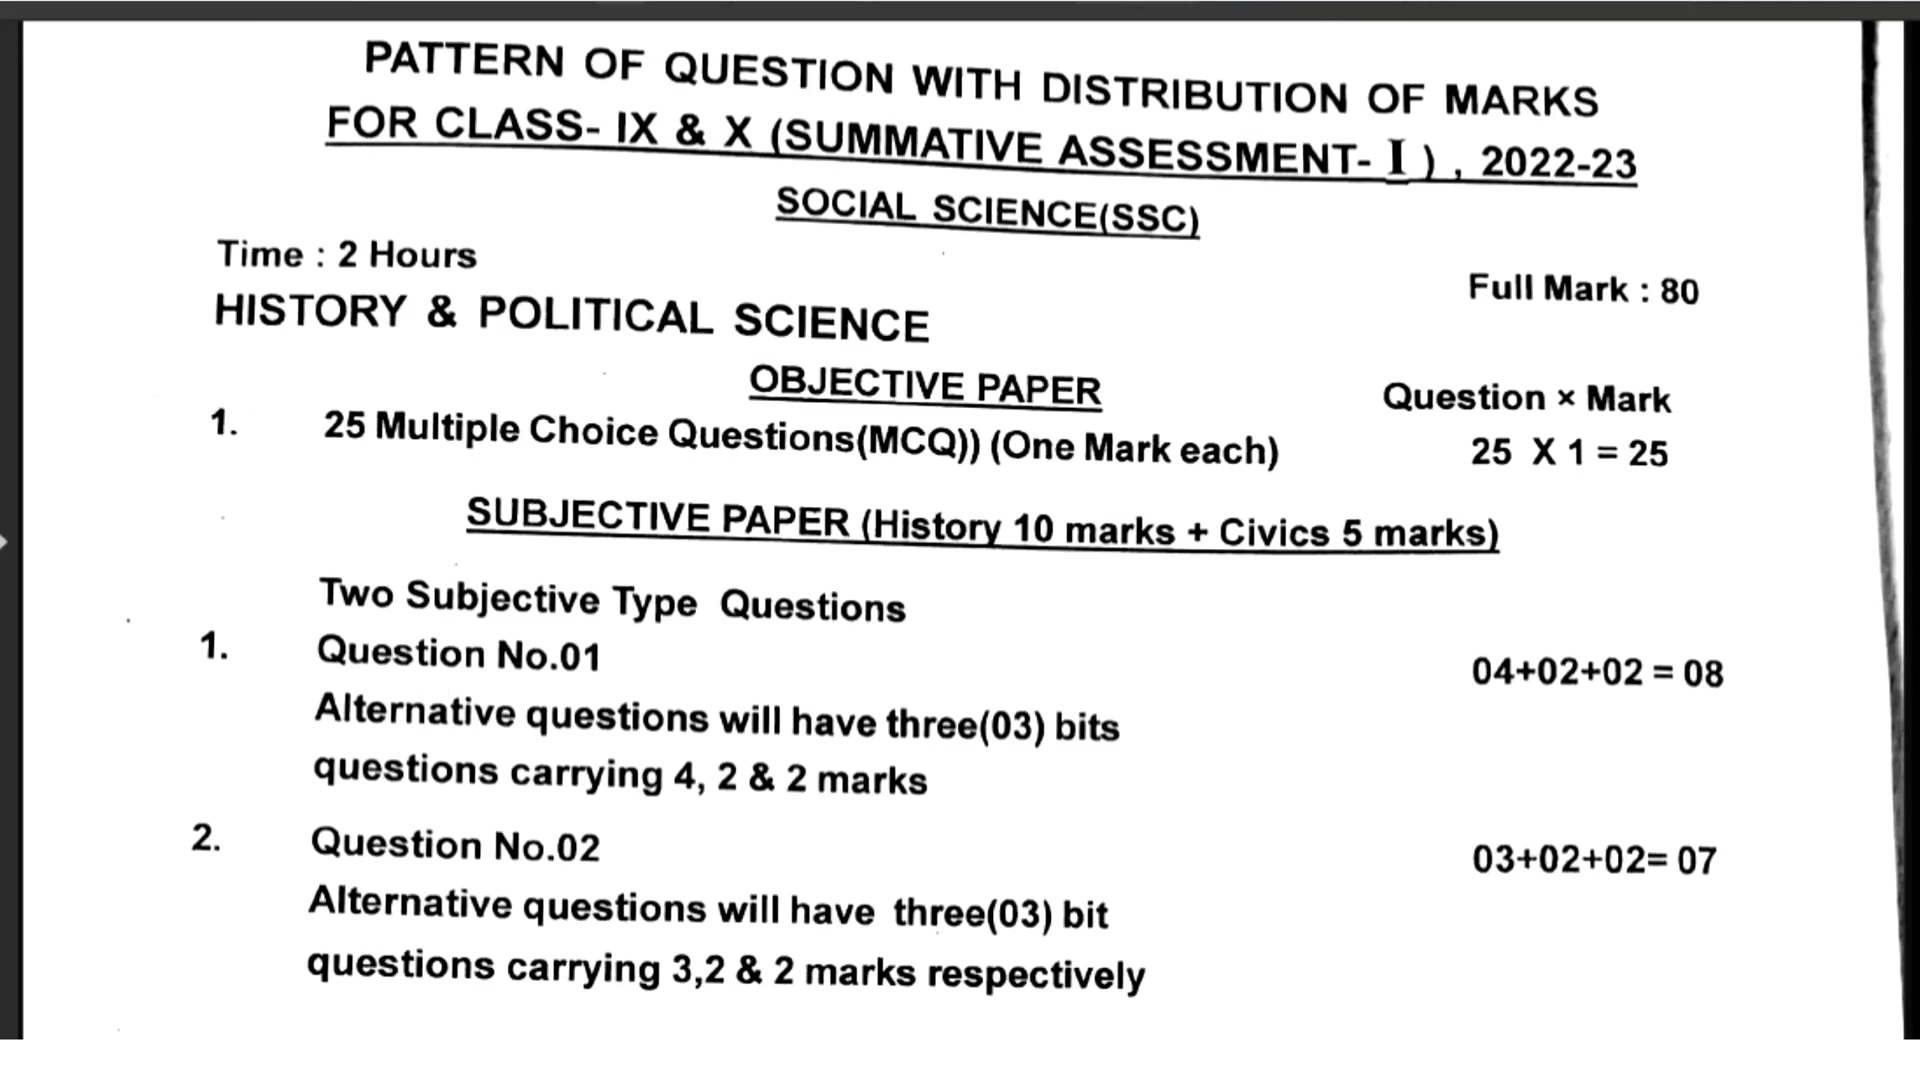 PATTERN OF QUESTION WITH DISTRIBUTION OF MARKS
FOR CLASS- IX & X (SUMMATIVE ASSESSMENT- I ) , 2022-23
SOCIAL SCIENCE(SSC)
Time : 2 Hours
Full Mark : 80
HISTORY & POLITICAL SCIENCE
OBJECTIVE PAPER
Question × Mark
1. 25 Multiple Choice Questions(MCQ)) (One Mark each) 25 X 1 = 25
SUBJECTIVE PAPER (History 10 marks + Civics 5 marks)
Two Subjective Type Questions
1. Question No.01 04+02+02 = 08
Alternative questions will have three(03) bits
questions carrying 4, 2 & 2 marks
2. Question No.02 03+02+02= 07
Alternative questions will have three(03) bit
questions carrying 3,2 & 2 marks respectively